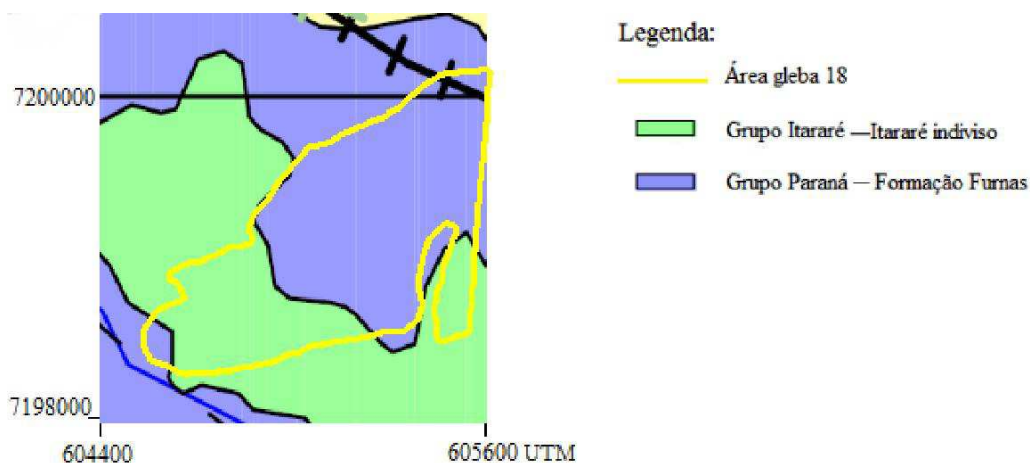 Legenda:
Área gleba 18
7200000
Grupo Itararé —Itararé indiviso
Grupo Paraná — Formação Furnas
7198000
604400
605600 UTM